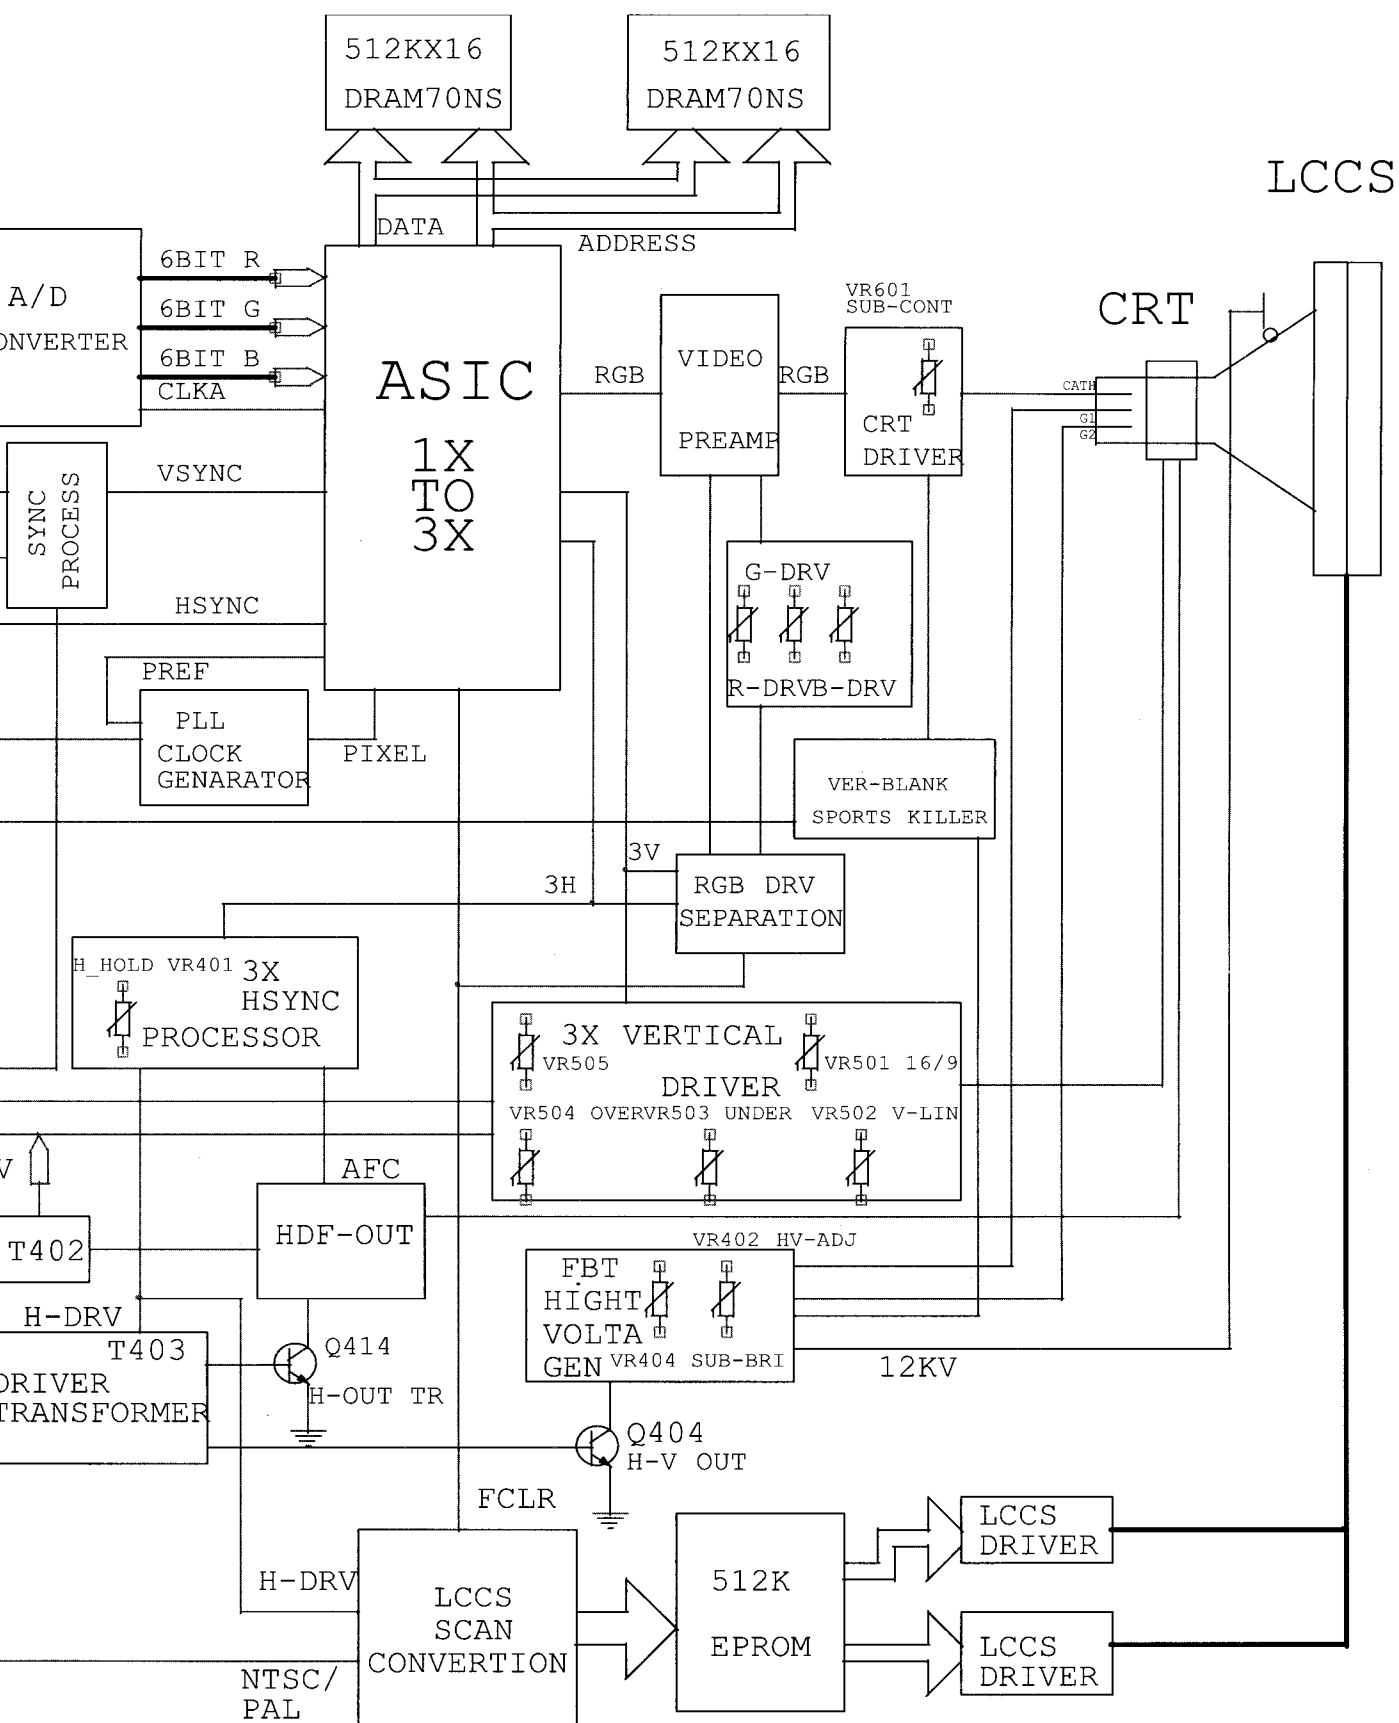 512KX16
DRAM70NS
512KX16
DRAM70NS
LCCS
DATA
ADDRESS
6BIT R
A/D
ONVERTER
6BIT G
6BIT B
CLKA
ASIC
1X
TO
3X
RGB
VIDEO
PREAMP
RGB
VR601
SUB-CONT
CRT
DRIVER
CRT
CATH
G1
G2
SYNC
PROCESS
VSYNC
HSYNC
PREF
PLL
CLOCK
GENARATOR
PIXEL
G-DRV
R-DRVB-DRV
VER-BLANK
SPORTS KILLER
3V
3H
RGB DRV
SEPARATION
H_HOLD VR401
3X
HSYNC
PROCESSOR
3X VERTICAL
DRIVER
VR505
VR501 16/9
VR504 OVERVR503 UNDER
VR502 V-LIN
V
AFC
T402
HDF-OUT
VR402 HV-ADJ
FBT
HIGHT
VOLTA
GEN
VR404 SUB-BRI
12KV
H-DRV
T403
DRIVER
TRANSFORMER
Q414
H-OUT TR
Q404
H-V OUT
FCLR
H-DRV
LCCS
SCAN
CONVERTION
NTSC/
PAL
512K
EPROM
LCCS
DRIVER
LCCS
DRIVER